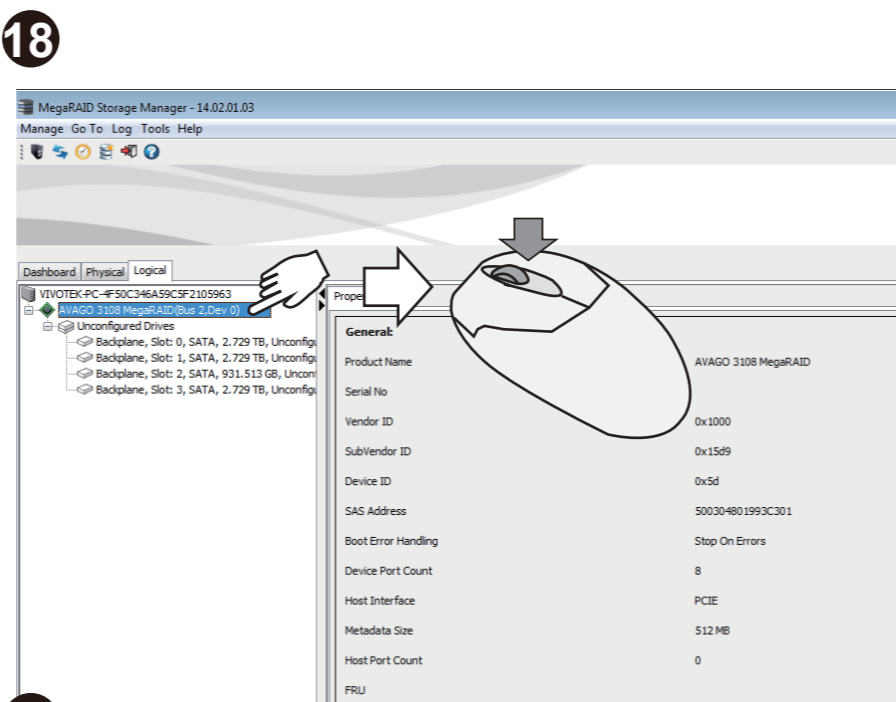 18
MegaRAID Storage Manager - 14.02.01.03
Manage Go To Log Tools Help
Dashboard Physical Logical
VIVOTEK-PC-4F50C346A59C5F2105963
AVAGO 3108 MegaRAID(Bus 2,Dev 0)
Unconfigured Drives
Backplane, Slot: 0, SATA, 2.729 TB, Unconfigu
Backplane, Slot: 1, SATA, 2.729 TB, Unconfigu
Backplane, Slot: 2, SATA, 931.513 GB, Uncon
Backplane, Slot: 3, SATA, 2.729 TB, Unconfigu
Proper
General:
Product Name AVAGO 3108 MegaRAID
Serial No
Vendor ID 0x1000
SubVendor ID 0x15d9
Device ID 0x5d
SAS Address 500304801993C301
Boot Error Handling Stop On Errors
Device Port Count 8
Host Interface PCIE
Metadata Size 512 MB
Host Port Count 0
FRU